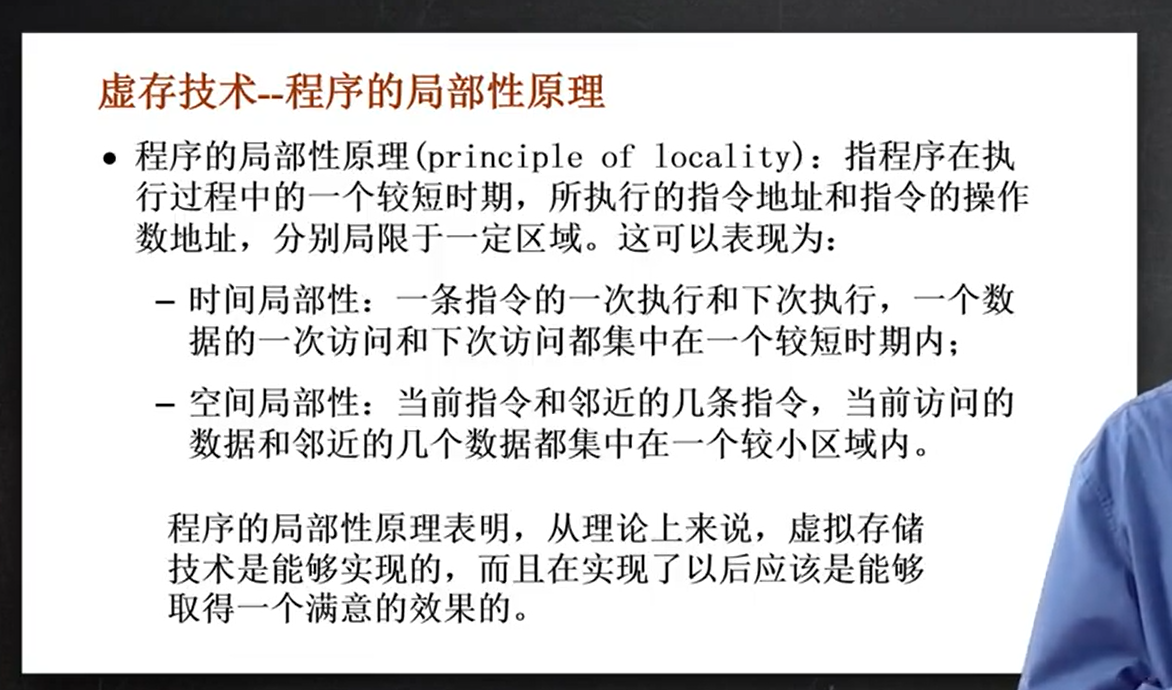 虚存技术--程序的局部性原理
• 程序的局部性原理(principle of locality)：指程序在执
行过程中的一个较短时期，所执行的指令地址和指令的操作
数地址，分别局限于一定区域。这可以表现为：
– 时间局部性：一条指令的一次执行和下次执行，一个数
据的一次访问和下次访问都集中在一个较短时期内；
– 空间局部性：当前指令和邻近的几条指令，当前访问的
数据和邻近的几个数据都集中在一个较小区域内。
程序的局部性原理表明，从理论上来说，虚拟存储
技术是能够实现的，而且在实现了以后应该是能够
取得一个满意的效果的。